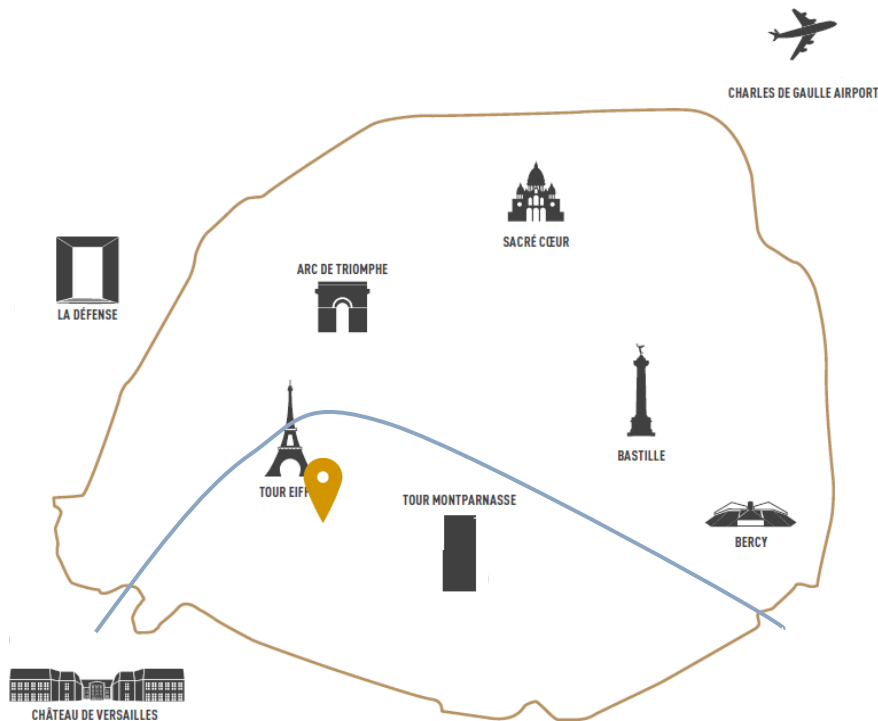 CHARLES DE GAULLE AIRPORT
SACRÉ CŒUR
ARC DE TRIOMPHE
LA DÉFENSE
BASTILLE
TOUR EIFF
TOUR MONTPARNASSE
BERCY
CHÂTEAU DE VERSAILLES